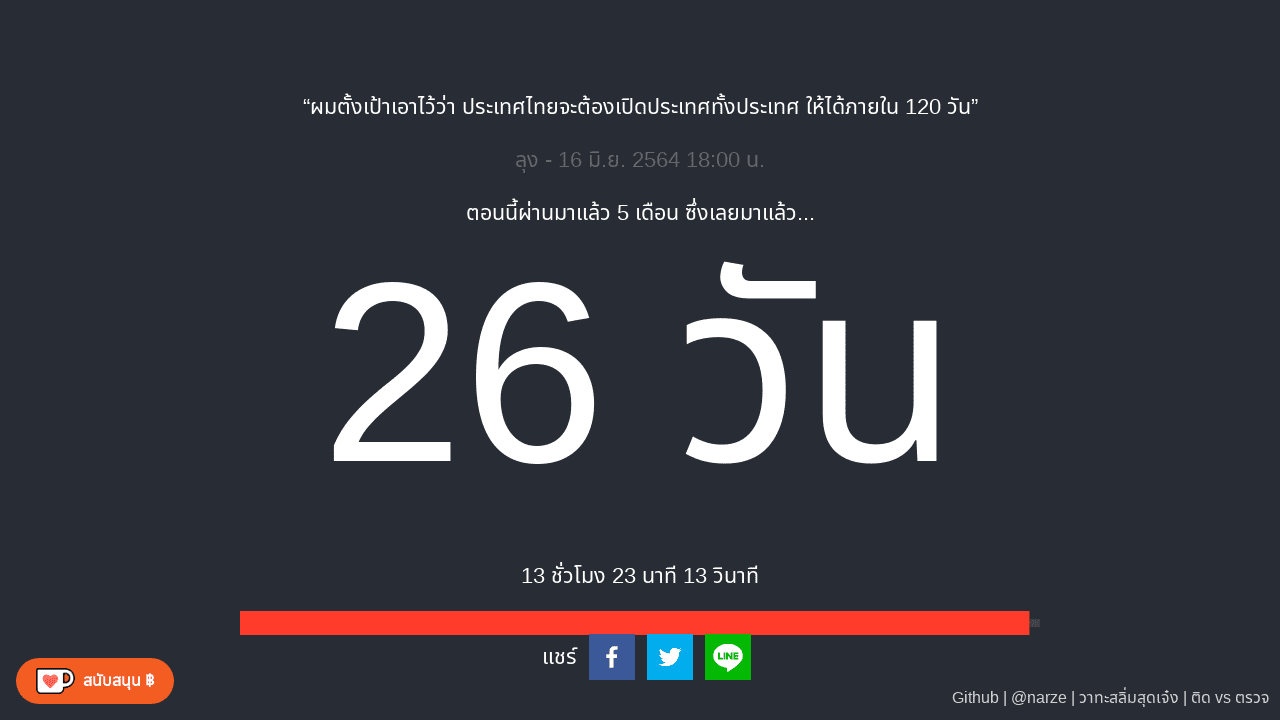 “ผมตั้งเป้าเอาไว้ว่า ประเทศไทยจะต้องเปิดประเทศทั้งประเทศ ให้ได้ภายใน 120 วัน”
ลุง - 16 มิ.ย. 2564 18:00 น.
ตอนนี้ผ่านมาแล้ว 5 เดือน ซึ่งเลยมาแล้ว...
26 วัน
13 ชั่วโมง 23 นาที 13 วินาที
แชร์
LINE
สนับสนุน ฿
Github | @narze | วาทะสลิ่มสุดเจ๋ง | ติด vs ตรวจ